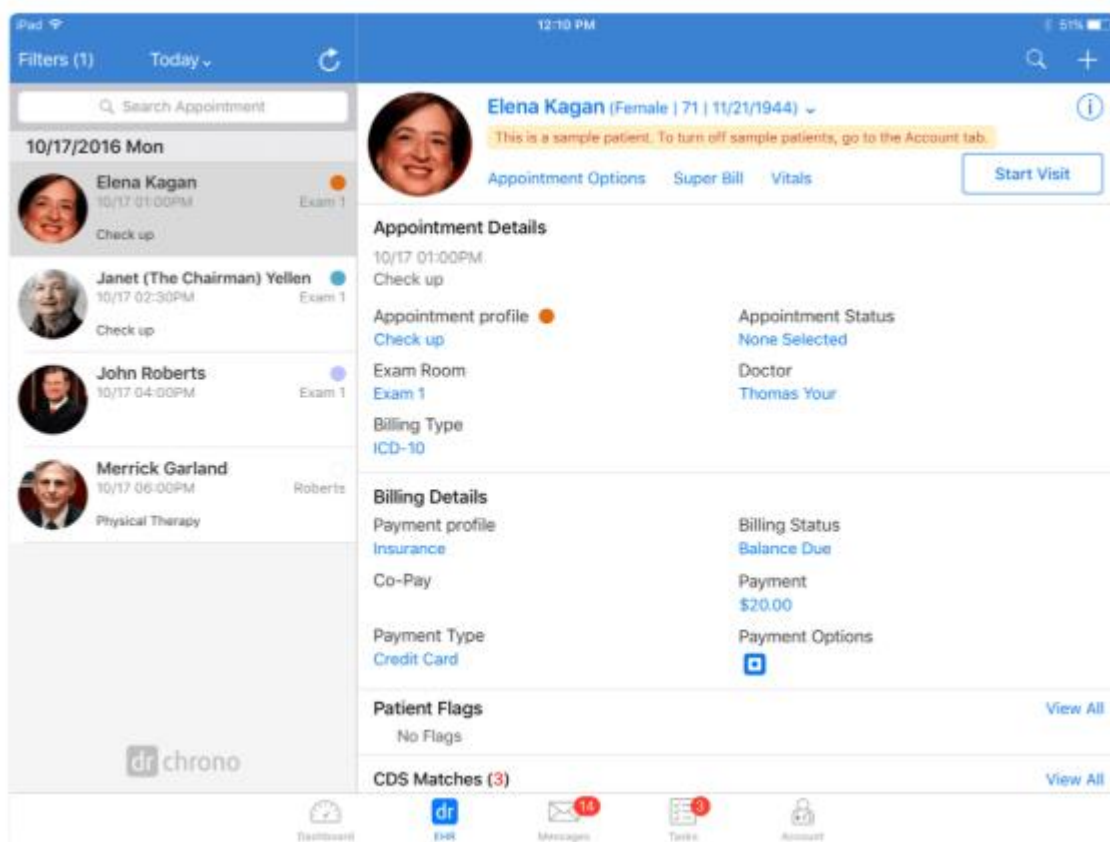 iPad
12:10 PM
51%
Filters (1)
Today
Search Appointment
10/17/2016 Mon
Elena Kagan
10/17 01:00PM
Exam 1
Check up
Janet (The Chairman) Yellen
10/17 02:30PM
Exam 1
Check up
John Roberts
10/17 04:00PM
Exam 1
Merrick Garland
10/17 06:00PM
Roberts
Physical Therapy
dr chrono
Elena Kagan (Female | 71 | 11/21/1944)
This is a sample patient. To turn off sample patients, go to the Account tab.
Appointment Options
Super Bill
Vitals
Start Visit
Appointment Details
10/17 01:00PM
Check up
Appointment profile
Appointment Status
Check up
None Selected
Exam Room
Doctor
Exam 1
Thomas Your
Billing Type
ICD-10
Billing Details
Payment profile
Billing Status
Insurance
Balance Due
Co-Pay
Payment
$20.00
Payment Type
Payment Options
Credit Card
Patient Flags
View All
No Flags
CDS Matches (3)
View All
Dashboard
dr
EHR
14
Messages
3
Tasks
Account